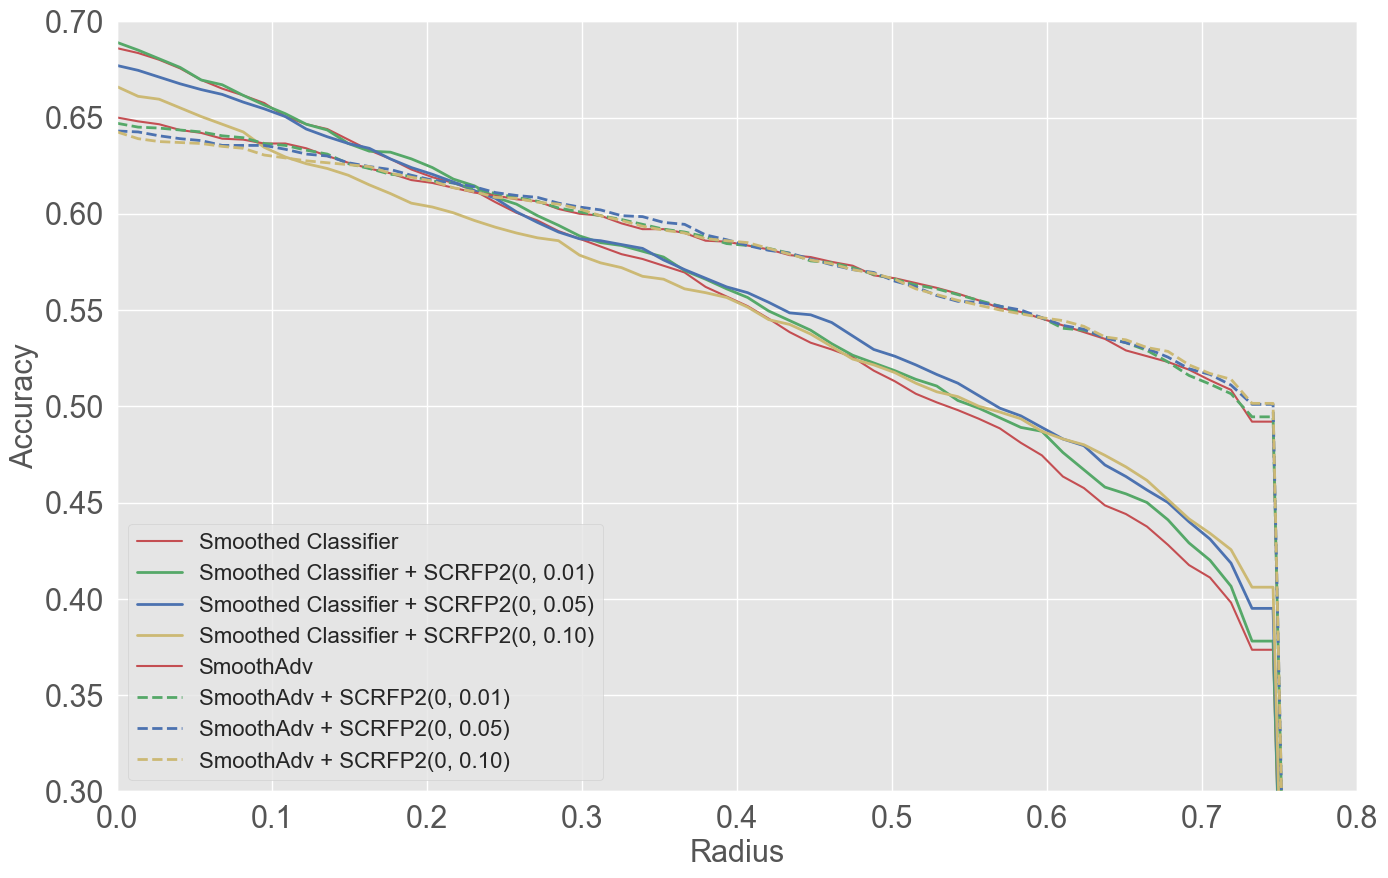 0.70
0.65
0.60
0.55
0.50
0.45
0.40
0.35
0.30
Accuracy
Smoothed Classifier
Smoothed Classifier + SCRFP2(0, 0.01)
Smoothed Classifier + SCRFP2(0, 0.05)
Smoothed Classifier + SCRFP2(0, 0.10)
SmoothAdv
SmoothAdv + SCRFP2(0, 0.01)
SmoothAdv + SCRFP2(0, 0.05)
SmoothAdv + SCRFP2(0, 0.10)
0.0 0.1 0.2 0.3 0.4 0.5 0.6 0.7 0.8
Radius